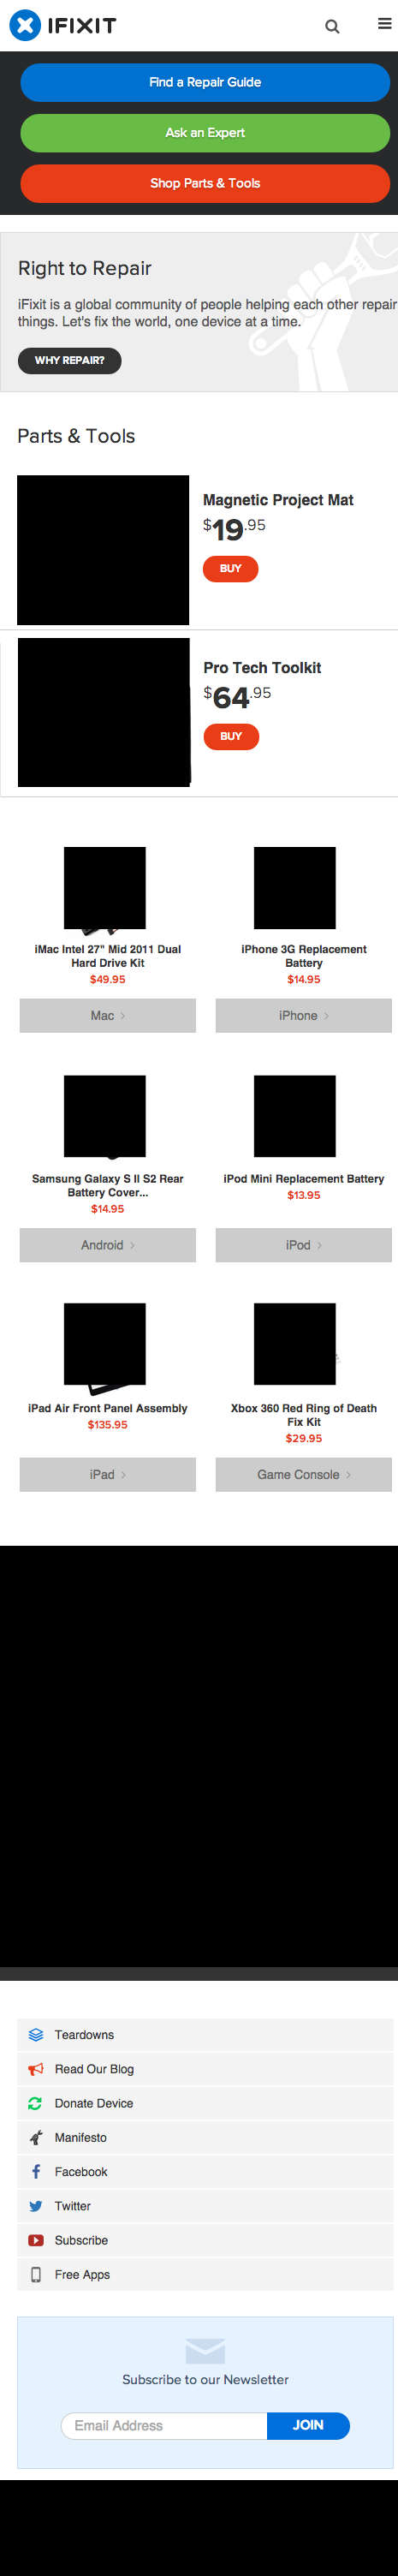 IFIXIT
Find a Repair Guide
Ask an Expert
Shop Parts & Tools
Right to Repair
iFixit is a global community of people helping each other repair
things. Let's fix the world, one device at a time.
WHY REPAIR?
Parts & Tools
Magnetic Project Mat
$19.95
BUY
Pro Tech Toolkit
$64.95
BUY
iMac Intel 27" Mid 2011 Dual
Hard Drive Kit
$49.95
Mac >
iPhone 3G Replacement
Battery
$14.95
iPhone >
Samsung Galaxy S II S2 Rear
Battery Cover...
$14.95
Android >
iPod Mini Replacement Battery
$13.95
iPod >
iPad Air Front Panel Assembly
$135.95
iPad >
Xbox 360 Red Ring of Death
Fix Kit
$29.95
Game Console >
Teardowns
Read Our Blog
Donate Device
Manifesto
Facebook
Twitter
Subscribe
Free Apps
Subscribe to our Newsletter
Email Address
JOIN